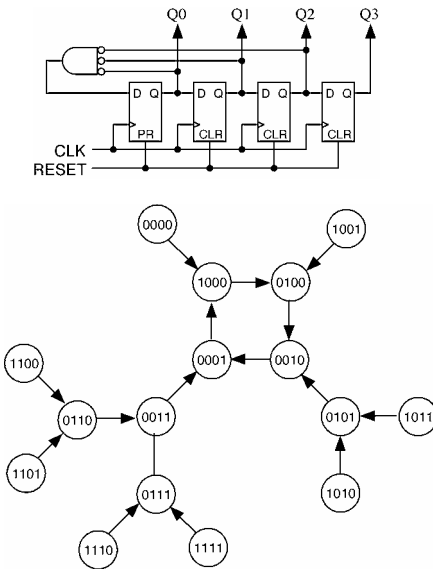 Q0 Q1 Q2 Q3
D Q D Q D Q D Q
PR CLR CLR CLR
CLK
RESET
0000 1001
1000 0100
1100 0001 0010
0110 0011 0101 1011
1101 0111 1010
1110 1111